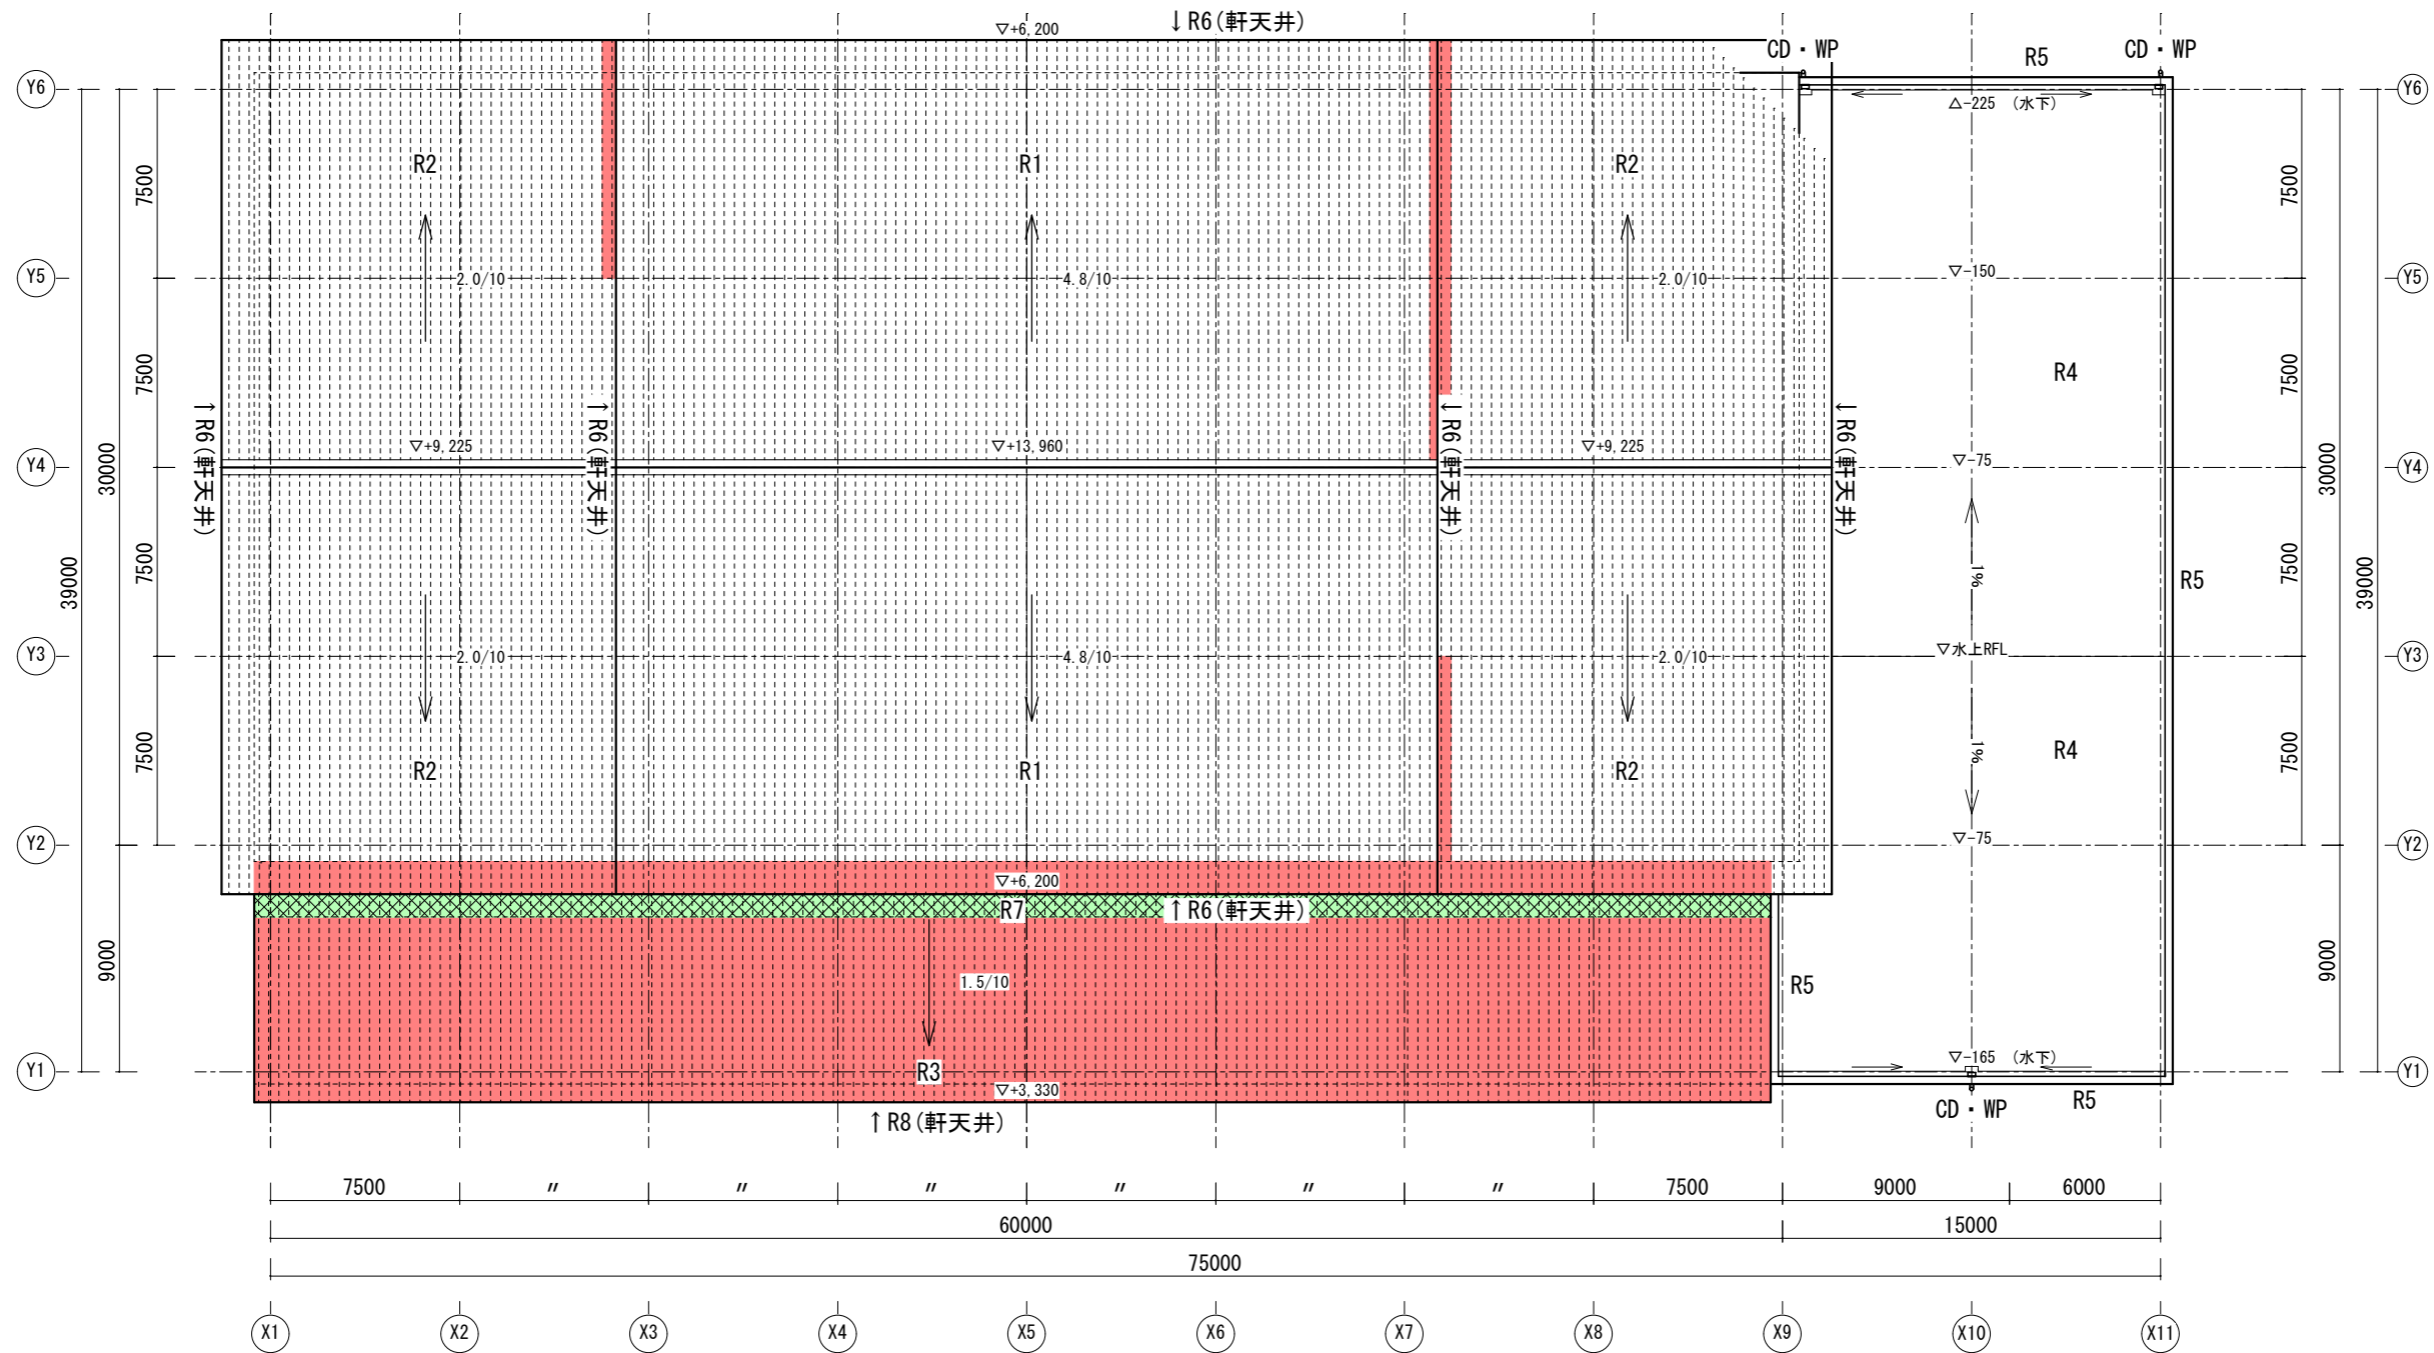 ▽+6,200
↓R6(軒天井)
CD・WP
R5
CD・WP
Y6
Y6
△-225 (水下)
R2
R1
R2
7500
7500
Y5
2.0/10
4.8/10
2.0/10
▽-150
Y5
7500
R4
7500
↑R6(軒天井)
↑R6(軒天井)
↓R6(軒天井)
↓R6(軒天井)
▽+9,225
▽+13,960
▽+9,225
▽-75
Y4
Y4
30000
30000
39000
39000
7500
1%
R5
7500
Y3
2.0/10
4.8/10
2.0/10
▽水上RFL
Y3
7500
1%
R4
7500
R2
R1
R2
Y2
▽-75
Y2
▽+6,200
R7
↑R6(軒天井)
9000
1.5/10
R5
9000
Y1
R3
▽-165 (水下)
Y1
▽+3,330
↑R8(軒天井)
CD・WP
R5
7500
〃
〃
〃
〃
〃
〃
7500
9000
6000
60000
15000
75000
X1
X2
X3
X4
X5
X6
X7
X8
X9
X10
X11